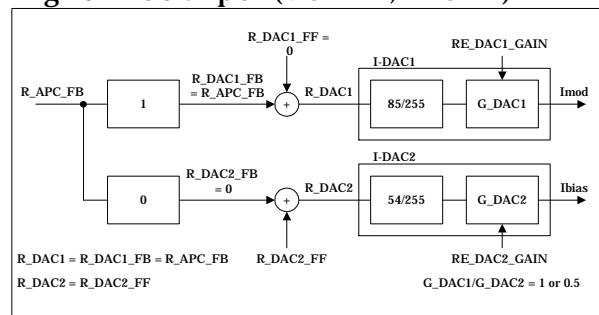 R_DAC1_FF =
0
RE_DAC1_GAIN
I-DAC1
R_APC_FB
R_DAC1_FB
= R_APC_FB
R_DAC1
Imod
1
+
85/255
G_DAC1
R_DAC2_FB
= 0
I-DAC2
R_DAC2
Ibias
0
+
54/255
G_DAC2
R_DAC1 = R_DAC1_FB = R_APC_FB
R_DAC2_FF
RE_DAC2_GAIN
R_DAC2 = R_DAC2_FF
G_DAC1/G_DAC2 = 1 or 0.5